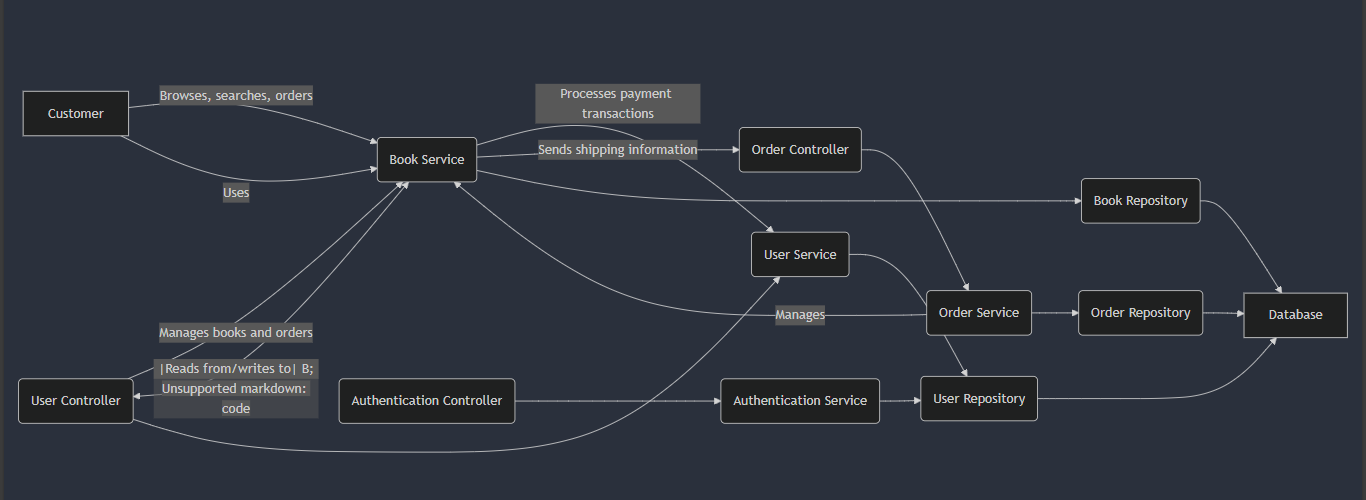 Browses, searches, orders
Customer
Processes payment
transactions
Sends shipping information
Order Controller
Book Service
Uses
Book Repository
User Service
Manages
Order Service
Order Repository
Database
Manages books and orders
|Reads from/writes to| B;
Unsupported markdown:
code
User Controller
Authentication Controller
Authentication Service
User Repository